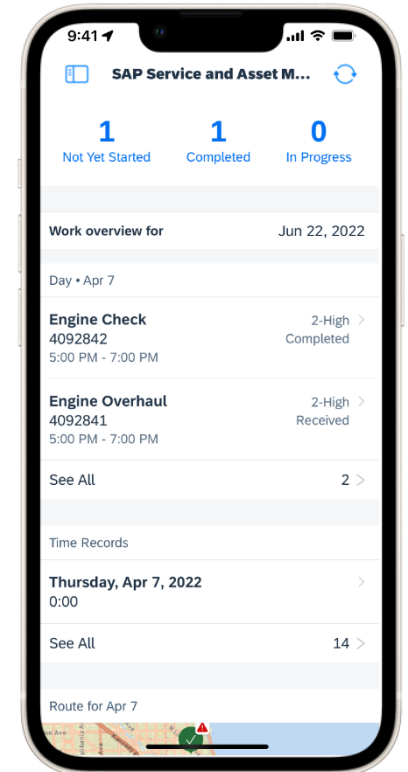 9:41
SAP Service and Asset M...
1 1 0
Not Yet Started Completed In Progress
Work overview for Jun 22, 2022
Day • Apr 7
Engine Check 2-High
4092842 Completed
5:00 PM - 7:00 PM
Engine Overhaul 2-High
4092841 Received
5:00 PM - 7:00 PM
See All 2
Time Records
Thursday, Apr 7, 2022
0:00
See All 14
Route for Apr 7